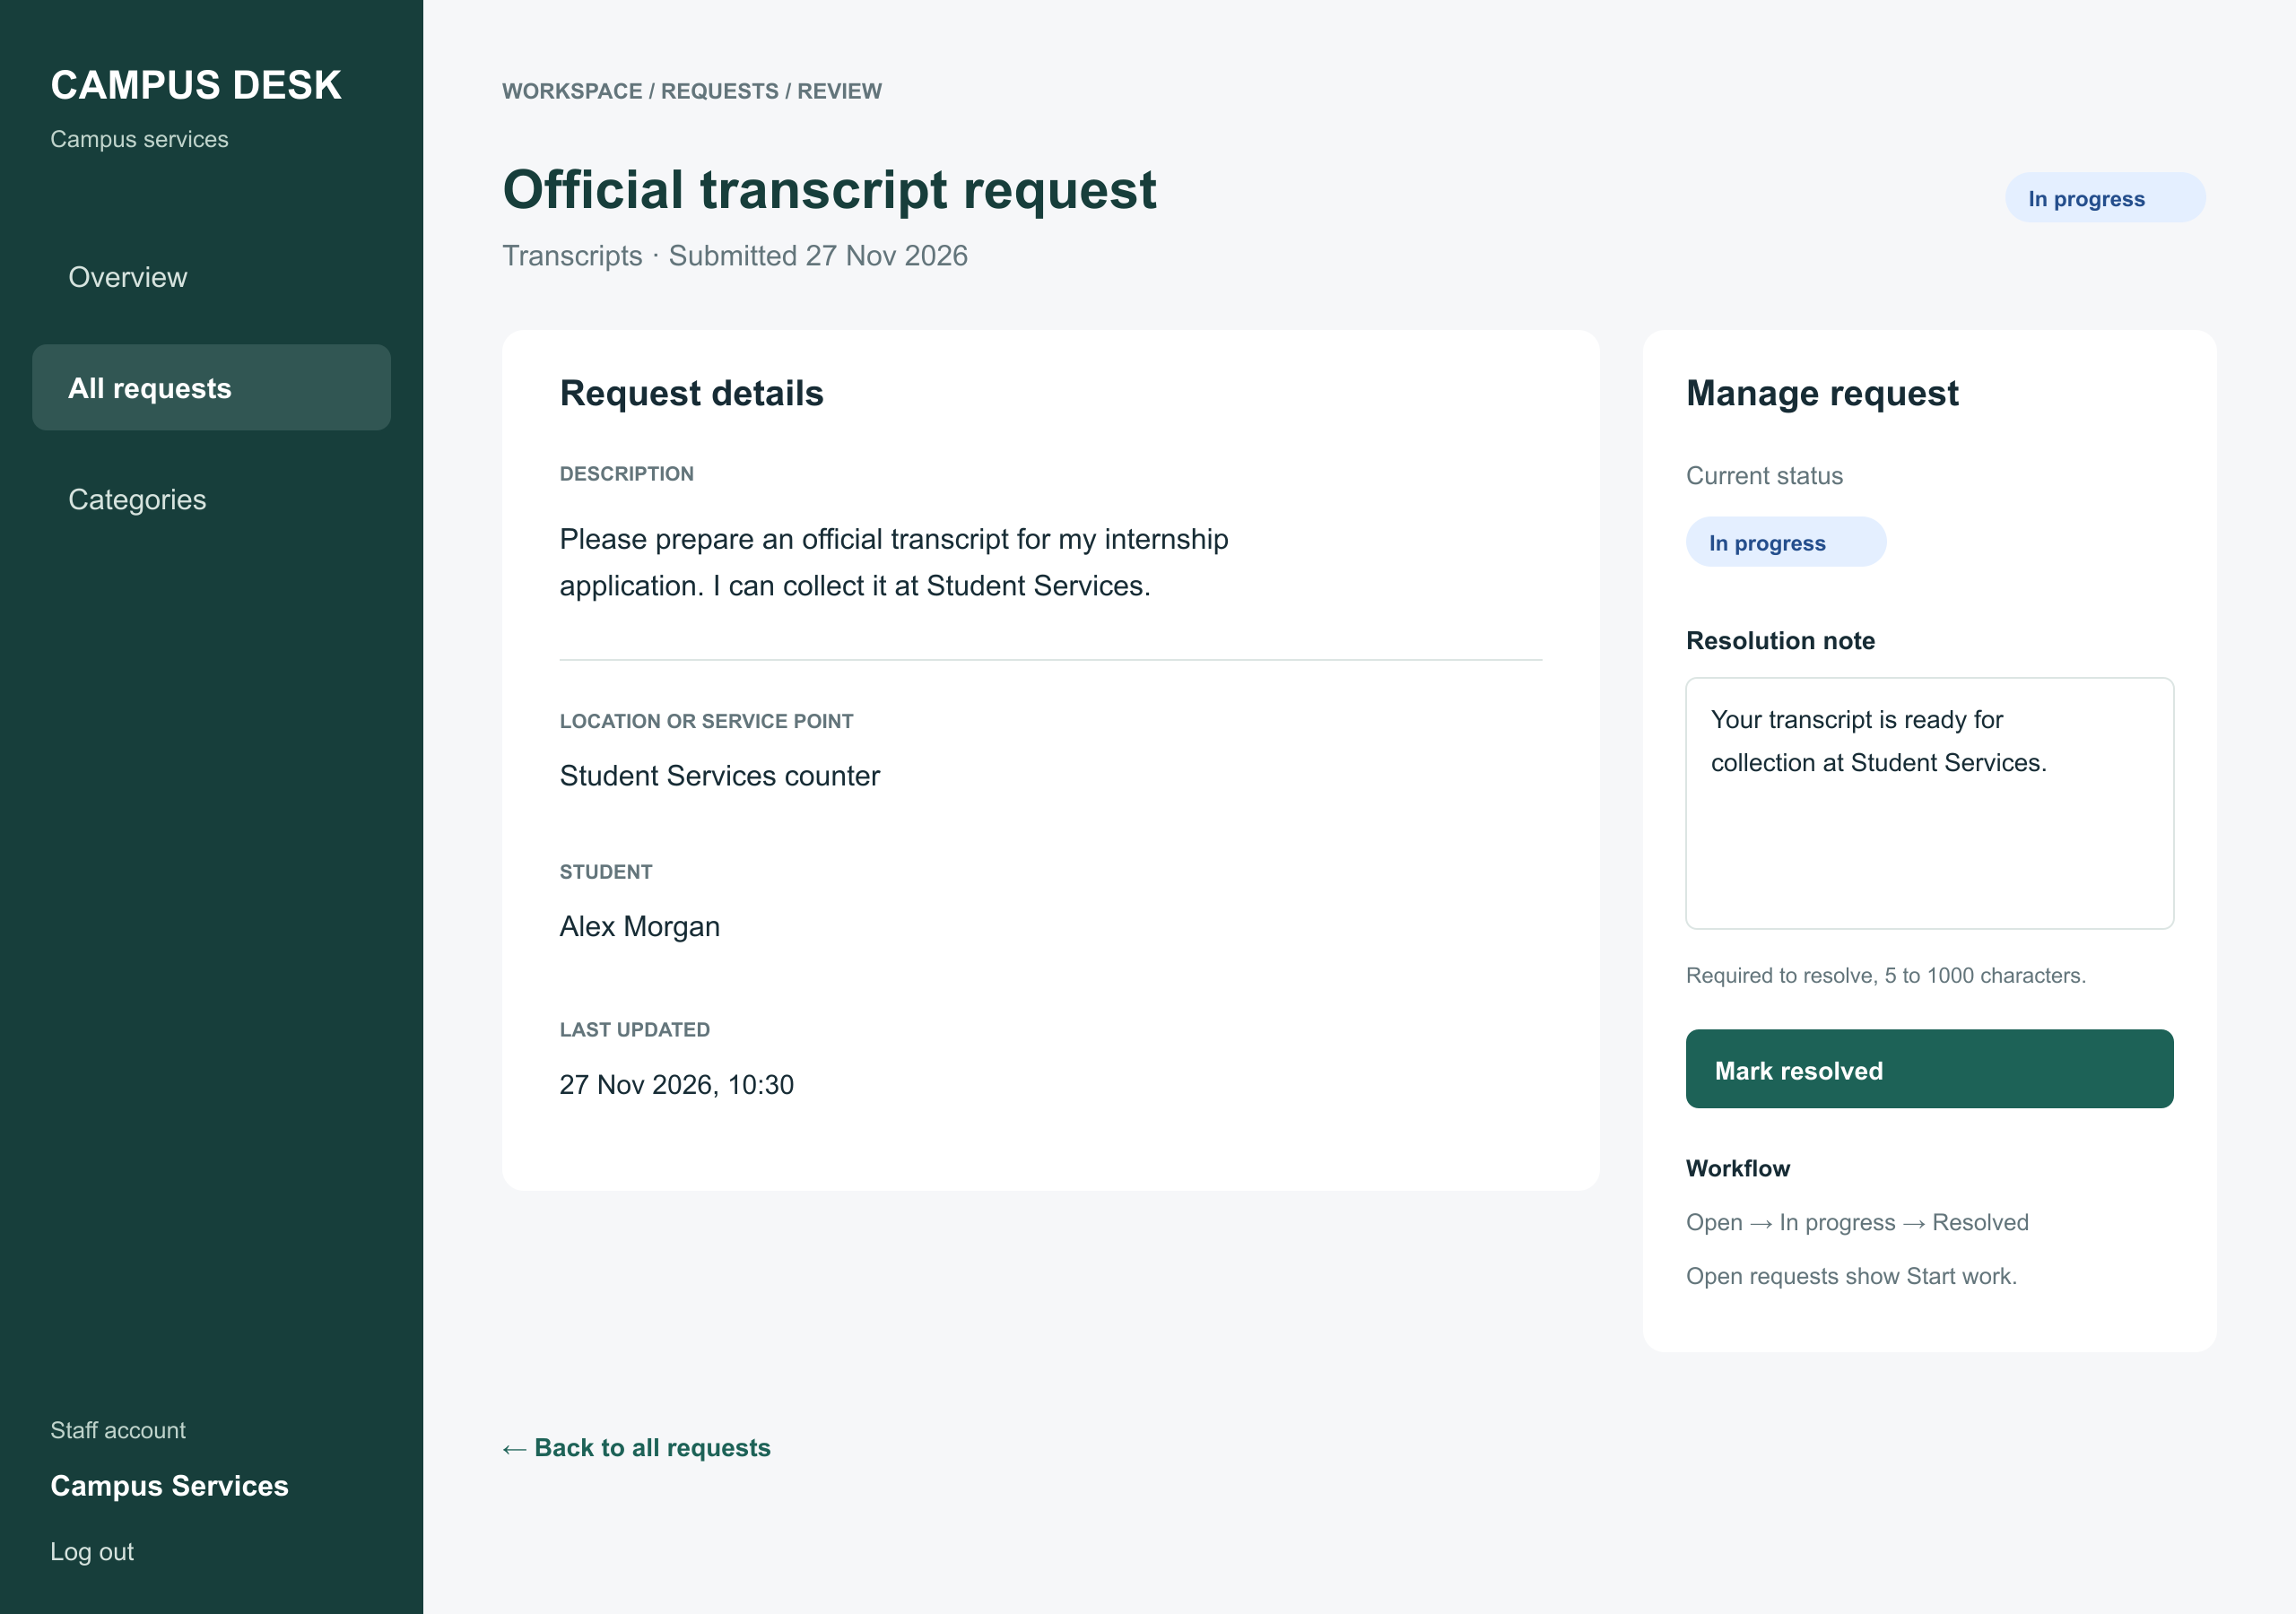 CAMPUS DESK
Campus services
Overview
All requests
Categories
Staff account
Campus Services
Log out
WORKSPACE / REQUESTS / REVIEW
Official transcript request
Transcripts · Submitted 27 Nov 2026
In progress
Request details
DESCRIPTION
Please prepare an official transcript for my internship
application. I can collect it at Student Services.
LOCATION OR SERVICE POINT
Student Services counter
STUDENT
Alex Morgan
LAST UPDATED
27 Nov 2026, 10:30
Manage request
Current status
In progress
Resolution note
Your transcript is ready for
collection at Student Services.
Required to resolve, 5 to 1000 characters.
Mark resolved
Workflow
Open → In progress → Resolved
Open requests show Start work.
← Back to all requests